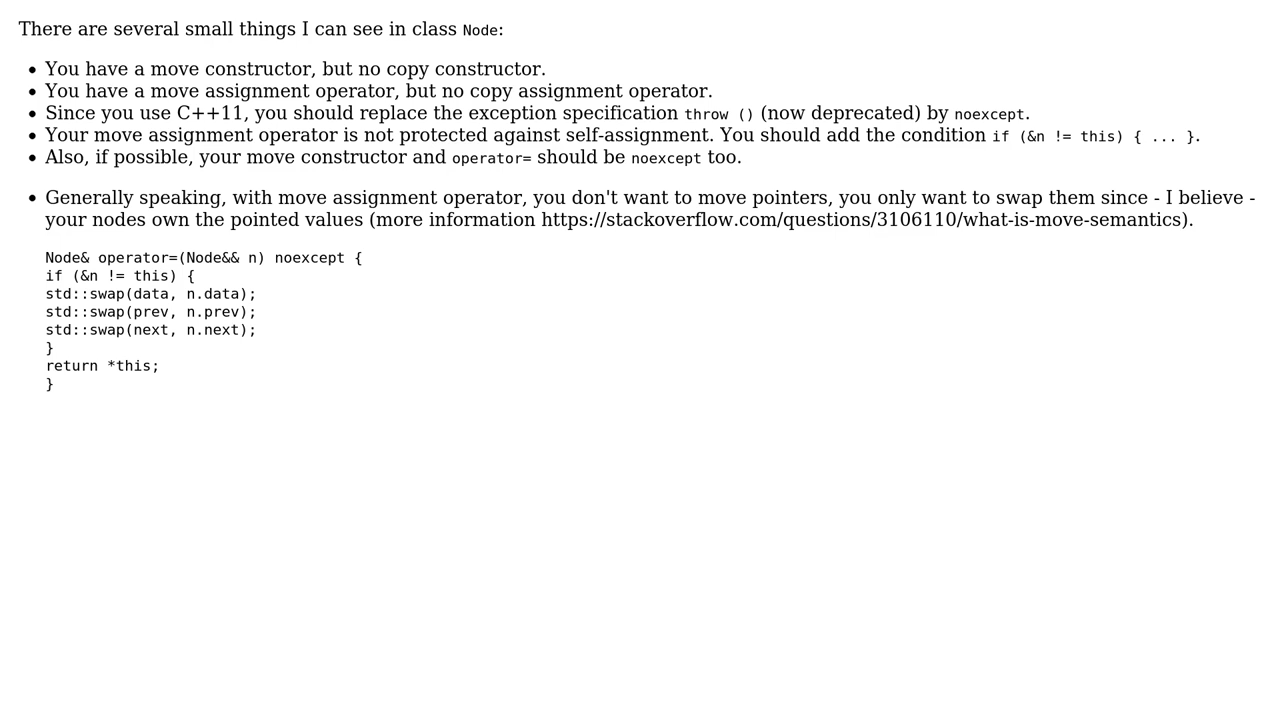 There are several small things I can see in class Node:
You have a move constructor, but no copy constructor.
You have a move assignment operator, but no copy assignment operator.
Since you use C++11, you should replace the exception specification throw () (now deprecated) by noexcept.
Your move assignment operator is not protected against self-assignment. You should add the condition if (&n != this) { ... }.
Also, if possible, your move constructor and operator= should be noexcept too.
Generally speaking, with move assignment operator, you don't want to move pointers, you only want to swap them since - I believe -
your nodes own the pointed values (more information https://stackoverflow.com/questions/3106110/what-is-move-semantics).
Node& operator=(Node&& n) noexcept {
if (&n != this) {
std::swap(data, n.data);
std::swap(prev, n.prev);
std::swap(next, n.next);
}
return *this;
}